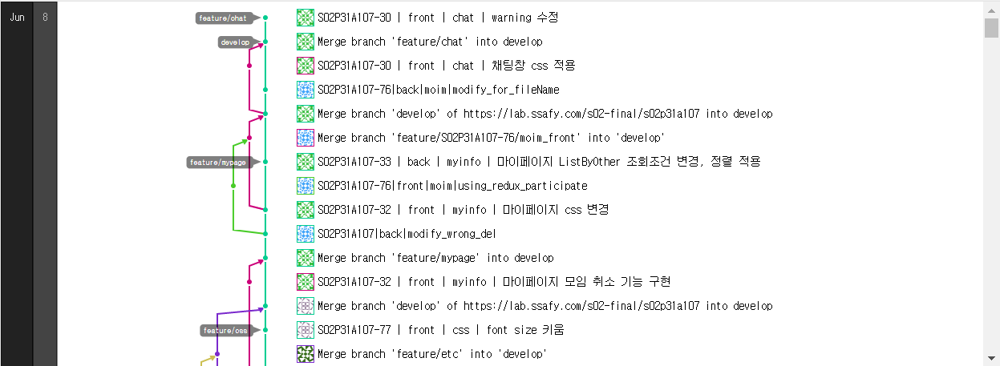 Jun 8
feature/chat S02P31A107-30 | front | chat | warning 수정
develop Merge branch 'feature/chat' into develop
S02P31A107-30 | front | chat | 채팅창 css 적용
S02P31A107-76|back|moim|modify_for_fileName
Merge branch 'develop' of https://lab.ssafy.com/s02-final/s02p31a107 into develop
Merge branch 'feature/S02P31A107-76/moim_front' into 'develop'
feature/mypage S02P31A107-33 | back | myinfo | 마이페이지 ListByOther 조회조건 변경, 정렬 적용
S02P31A107-76|front|moim|using_redux_participate
S02P31A107-32 | front | myinfo | 마이페이지 css 변경
S02P31A107|back|modify_wrong_del
Merge branch 'feature/mypage' into develop
S02P31A107-32 | front | myinfo | 마이페이지 모임 취소 기능 구현
Merge branch 'develop' of https://lab.ssafy.com/s02-final/s02p31a107 into develop
feature/css S02P31A107-77 | front | css | font size 키움
Merge branch 'feature/etc' into 'develop'